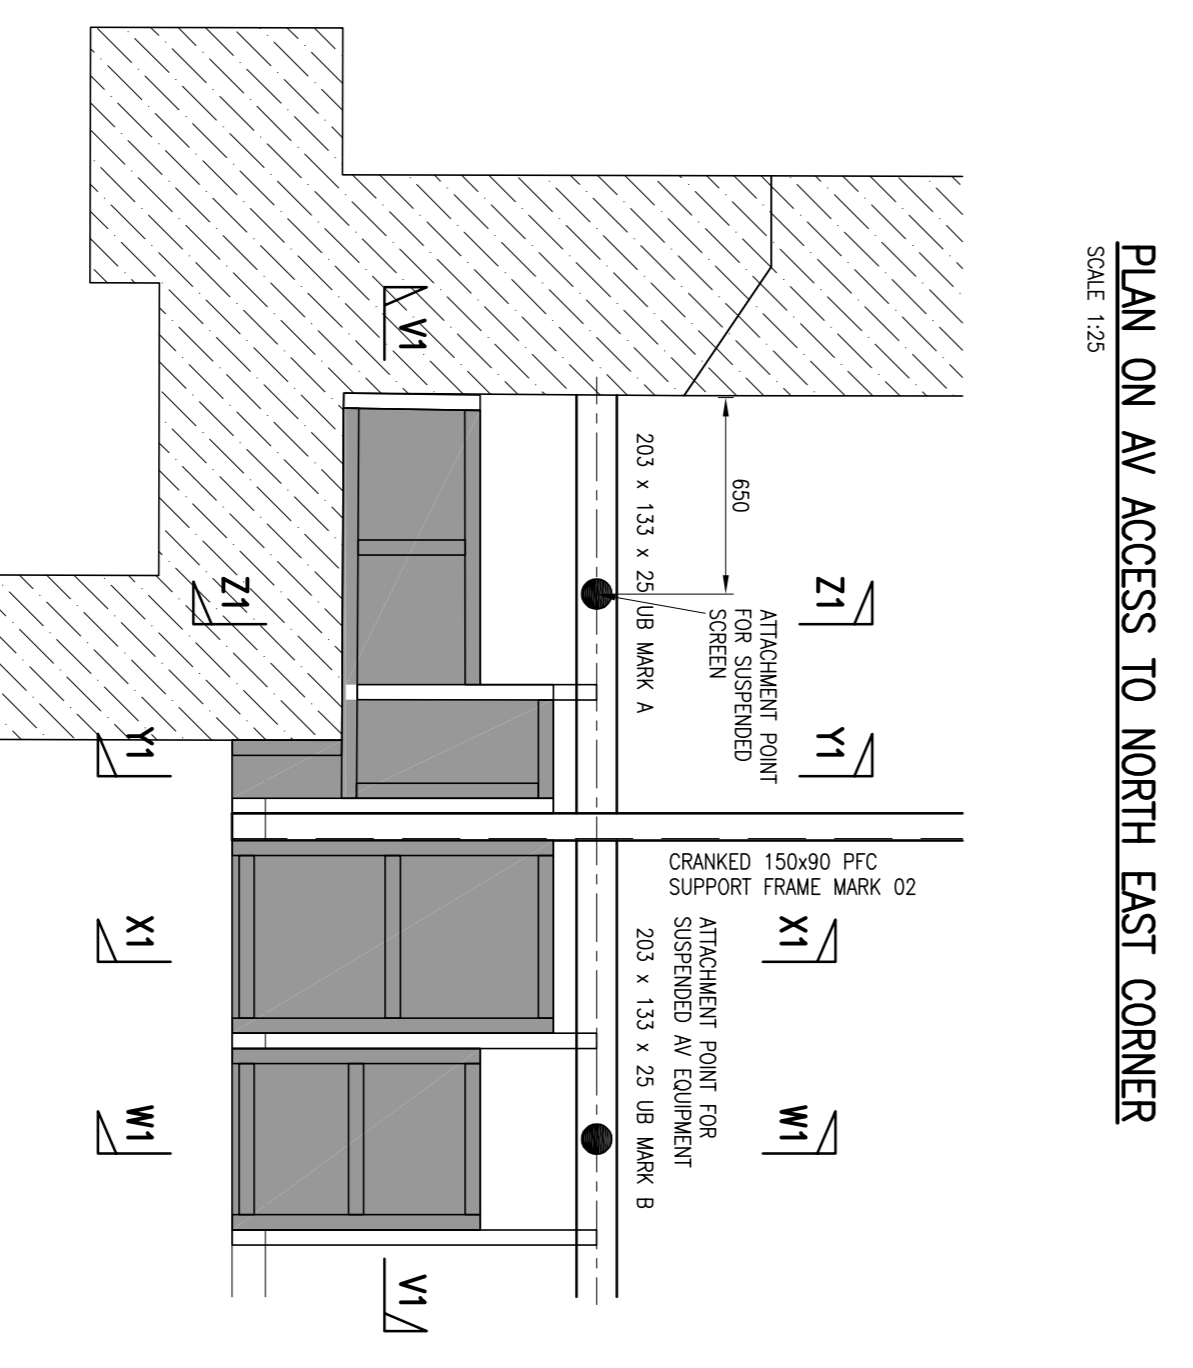 PLAN ON AV ACCESS TO NORTH EAST CORNER
SCALE 1:25
V1
650
203 x 133 x 25 UB MARK A
ATTACHMENT POINT
FOR SUSPENDED
SCREEN
Z1
Z1
Y1
Y1
CRANKED 150x90 PFC
SUPPORT FRAME MARK 02
ATTACHMENT POINT FOR
SUSPENDED AV EQUIPMENT
203 x 133 x 25 UB MARK B
X1
X1
W1
W1
V1